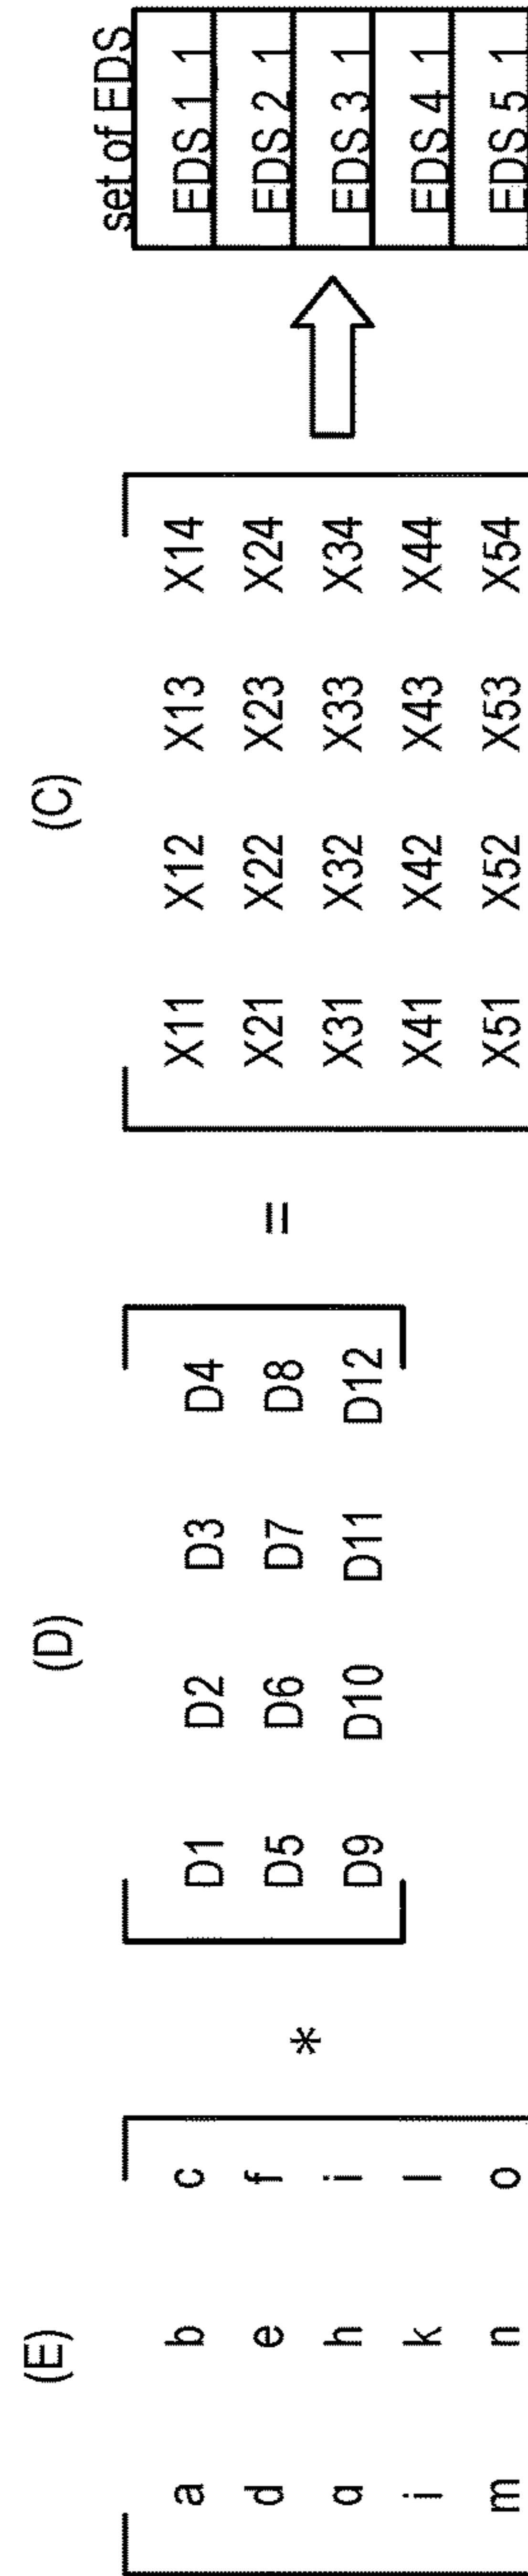 (E) (D) (C) set of EDS
a b c D1 D2 D3 D4 X11 X12 X13 X14 EDS 1_1
d e f * D5 D6 D7 D8 = X21 X22 X23 X24 EDS 2_1
g h i D9 D10 D11 D12 X31 X32 X33 X34 EDS 3_1
j k l X41 X42 X43 X44 EDS 4_1
m n o X51 X52 X53 X54 EDS 5_1